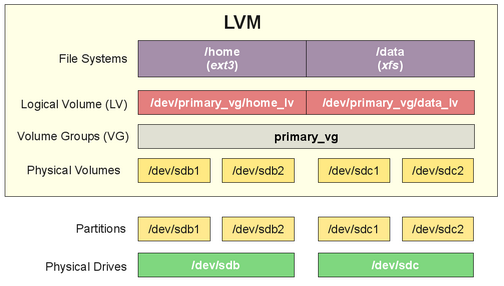 LVM
File Systems
/home
(ext3)
/data
(xfs)
Logical Volume (LV)
/dev/primary_vg/home_lv
/dev/primary_vg/data_lv
Volume Groups (VG)
primary_vg
Physical Volumes
/dev/sdb1
/dev/sdb2
/dev/sdc1
/dev/sdc2
Partitions
/dev/sdb1
/dev/sdb2
/dev/sdc1
/dev/sdc2
Physical Drives
/dev/sdb
/dev/sdc